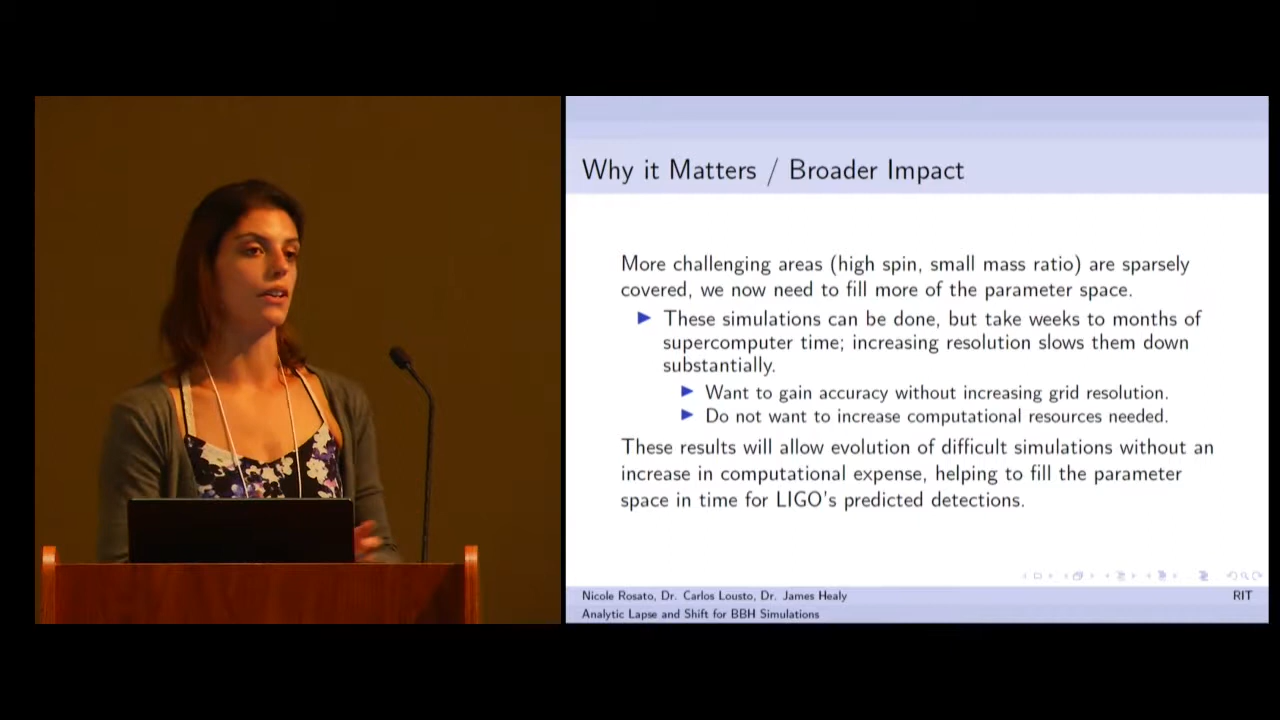 Why it Matters / Broader Impact
More challenging areas (high spin, small mass ratio) are sparsely
covered, we now need to fill more of the parameter space.
These simulations can be done, but take weeks to months of
supercomputer time; increasing resolution slows them down
substantially.
Want to gain accuracy without increasing grid resolution.
Do not want to increase computational resources needed.
These results will allow evolution of difficult simulations without an
increase in computational expense, helping to fill the parameter
space in time for LIGO's predicted detections.
Nicole Rosato, Dr. Carlos Lousto, Dr. James Healy
RIT
Analytic Lapse and Shift for BBH Simulations